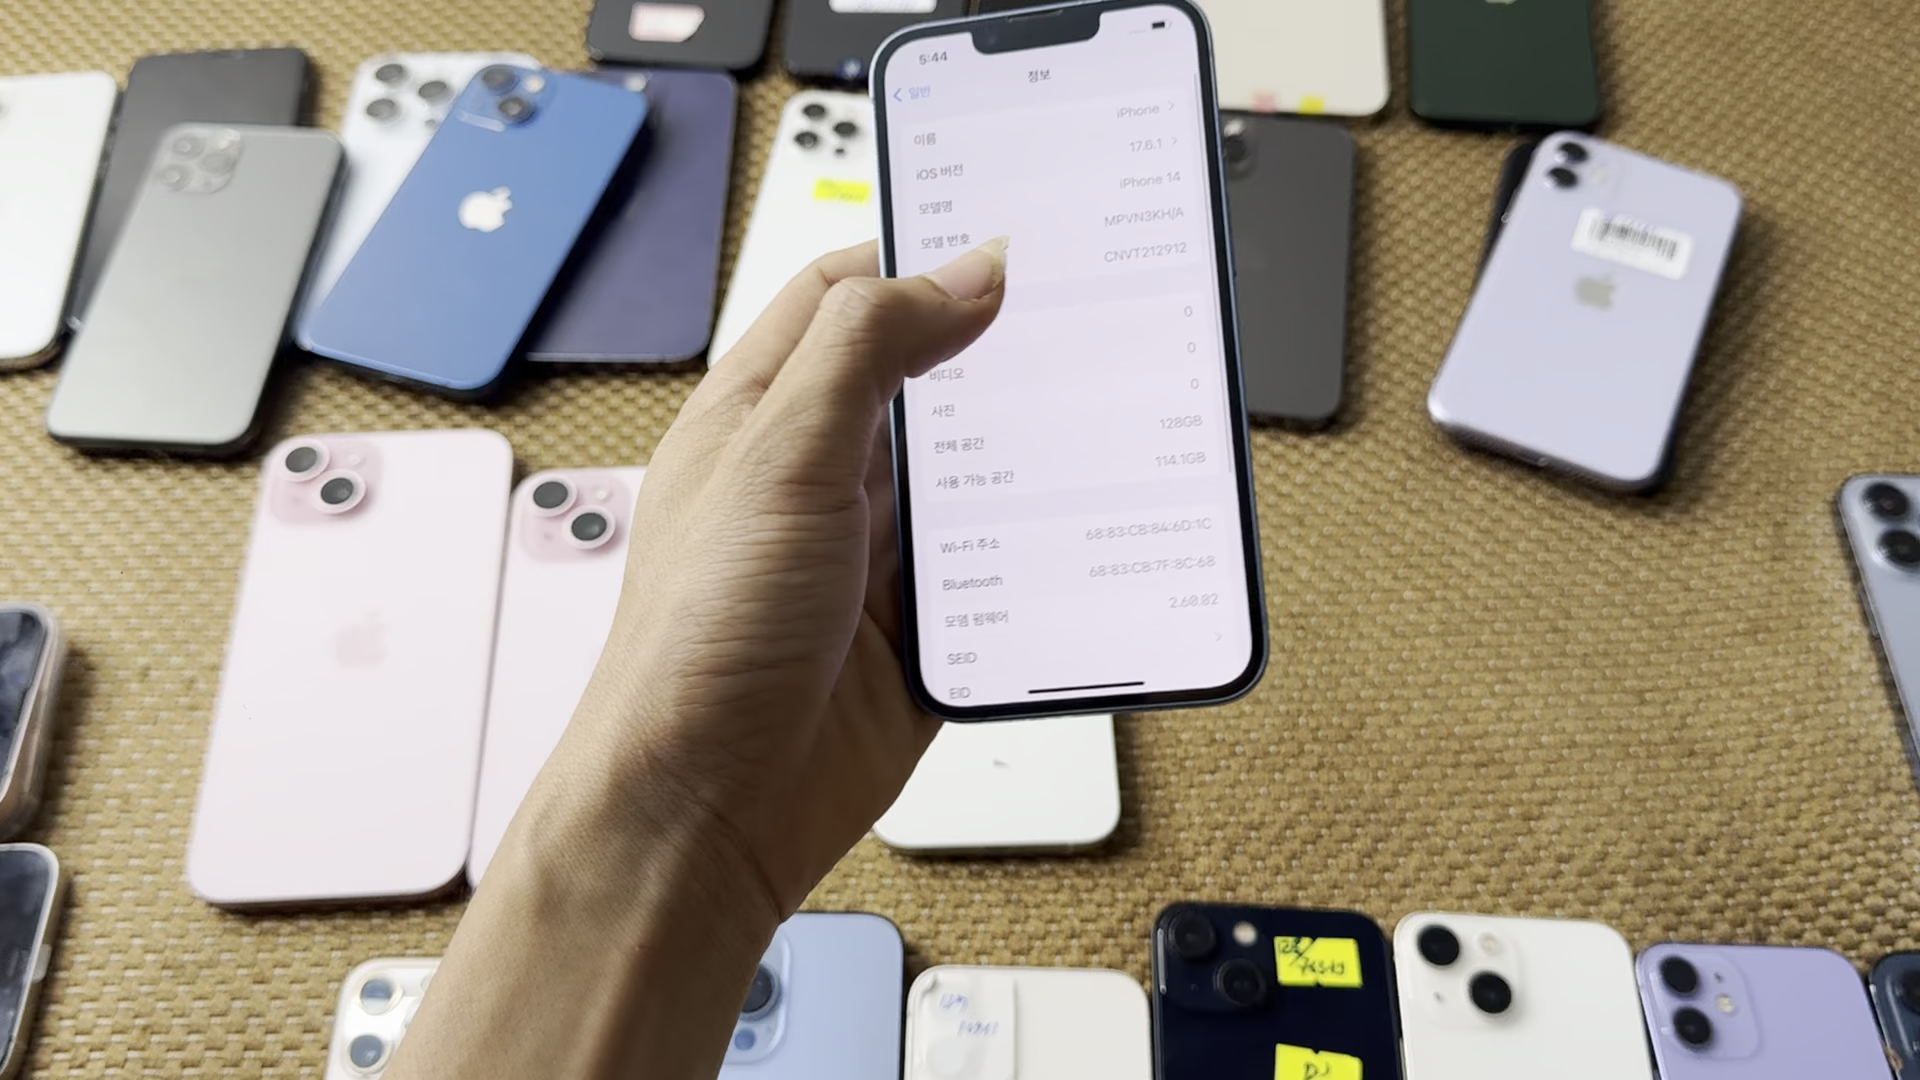 5:44
일반
정보
이름 iPhone
iOS 버전 17.6.1
모델명 iPhone 14
모델 번호 MPVN3KH/A
CNVT212912
0
비디오 0
사진 0
전체 공간 128GB
사용 가능 공간 114.1GB
Wi-Fi 주소 68:83:CB:84:6D:1C
Bluetooth 68:83:CB:7F:8C:68
모뎀 펌웨어 2.60.02
SEID
EID